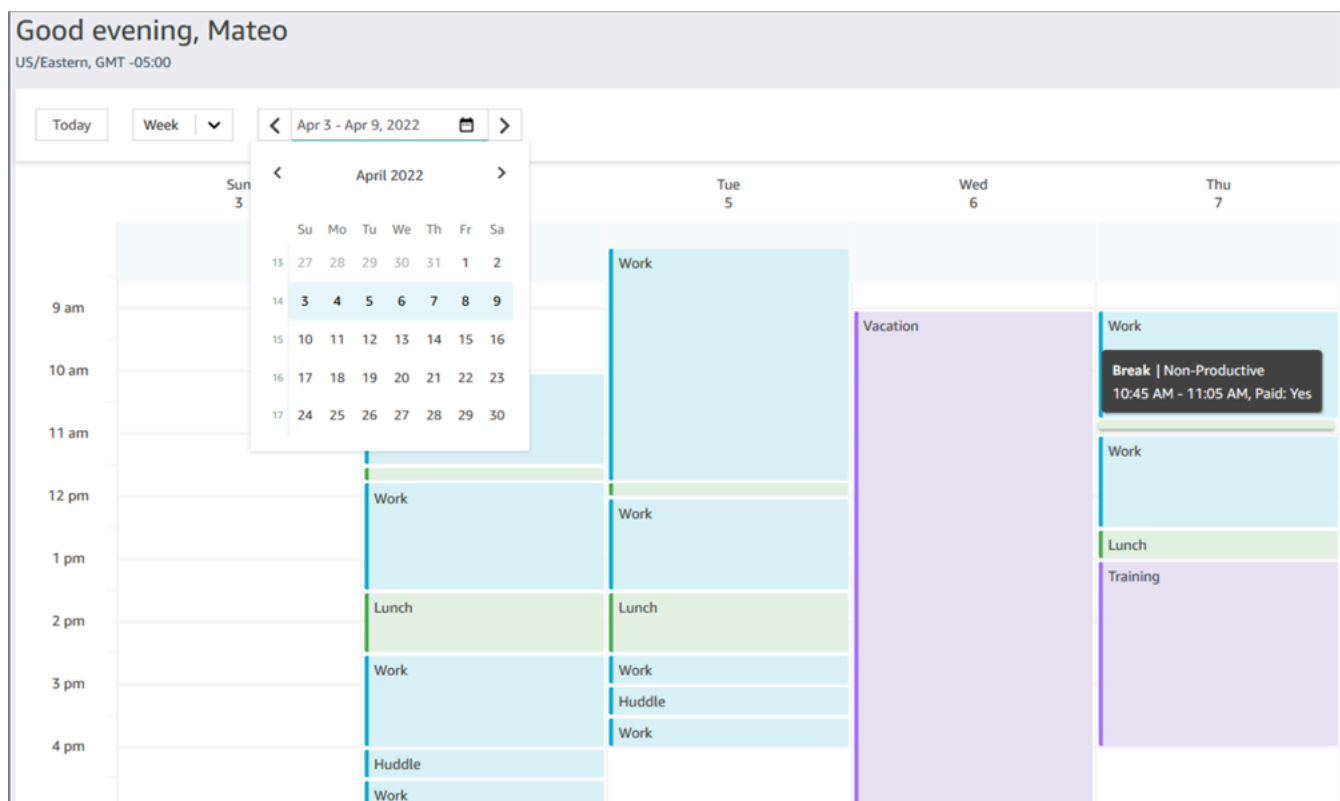 Good evening, Mateo
US/Eastern, GMT -05:00
Today
Week
Apr 3 - Apr 9, 2022
April 2022
Su Mo Tu We Th Fr Sa
13 27 28 29 30 31 1 2
14 3 4 5 6 7 8 9
15 10 11 12 13 14 15 16
16 17 18 19 20 21 22 23
17 24 25 26 27 28 29 30
Sun
3
Tue
5
Wed
6
Thu
7
9 am
10 am
11 am
12 pm
1 pm
2 pm
3 pm
4 pm
Work
Lunch
Work
Huddle
Work
Work
Work
Lunch
Work
Huddle
Work
Vacation
Work
Break | Non-Productive
10:45 AM - 11:05 AM, Paid: Yes
Work
Lunch
Training